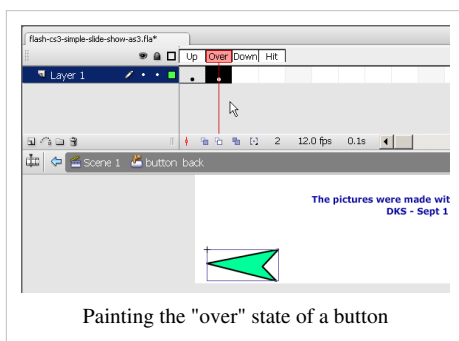 flash-cs3-simple-slide-show-as3.fla*
Up Over Down Hit
Layer 1
2 12.0 fps 0.1s
Scene 1 button back
The pictures were made wit
DKS - Sept 1
Painting the "over" state of a button